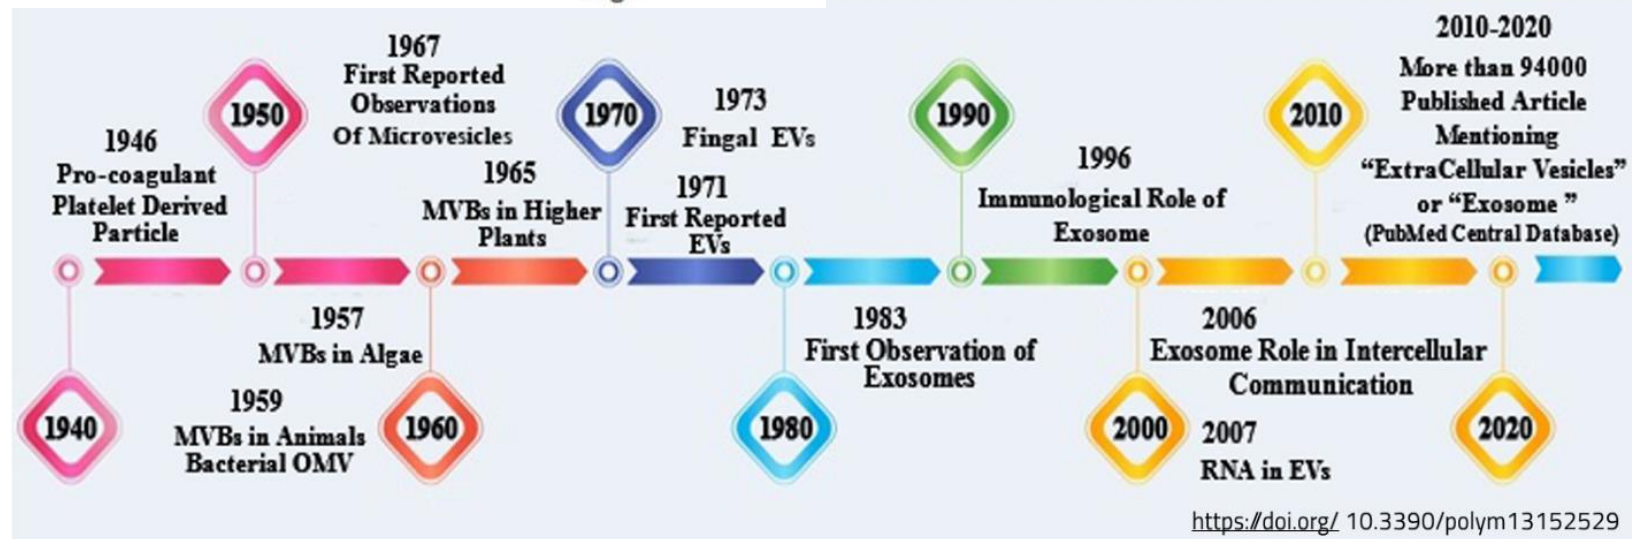 1940
1946
Pro-coagulant
Platelet Derived
Particle
1950
1957
MVBs in Algae
1959
MVBs in Animals
Bacterial OMV
1960
1967
First Reported
Observations
Of Microvesicles
1965
MVBs in Higher
Plants
1970
1973
Fingal EVs
1971
First Reported
EVs
1980
1983
First Observation of
Exosomes
1990
1996
Immunological Role of
Exosome
2000
2006
Exosome Role in Intercellular
Communication
2007
RNA in EVs
2010
2010-2020
More than 94000
Published Article
Mentioning
“ExtraCellular Vesicles”
or “Exosome ”
(PubMed Central Database)
2020
https://doi.org/ 10.3390/polym13152529